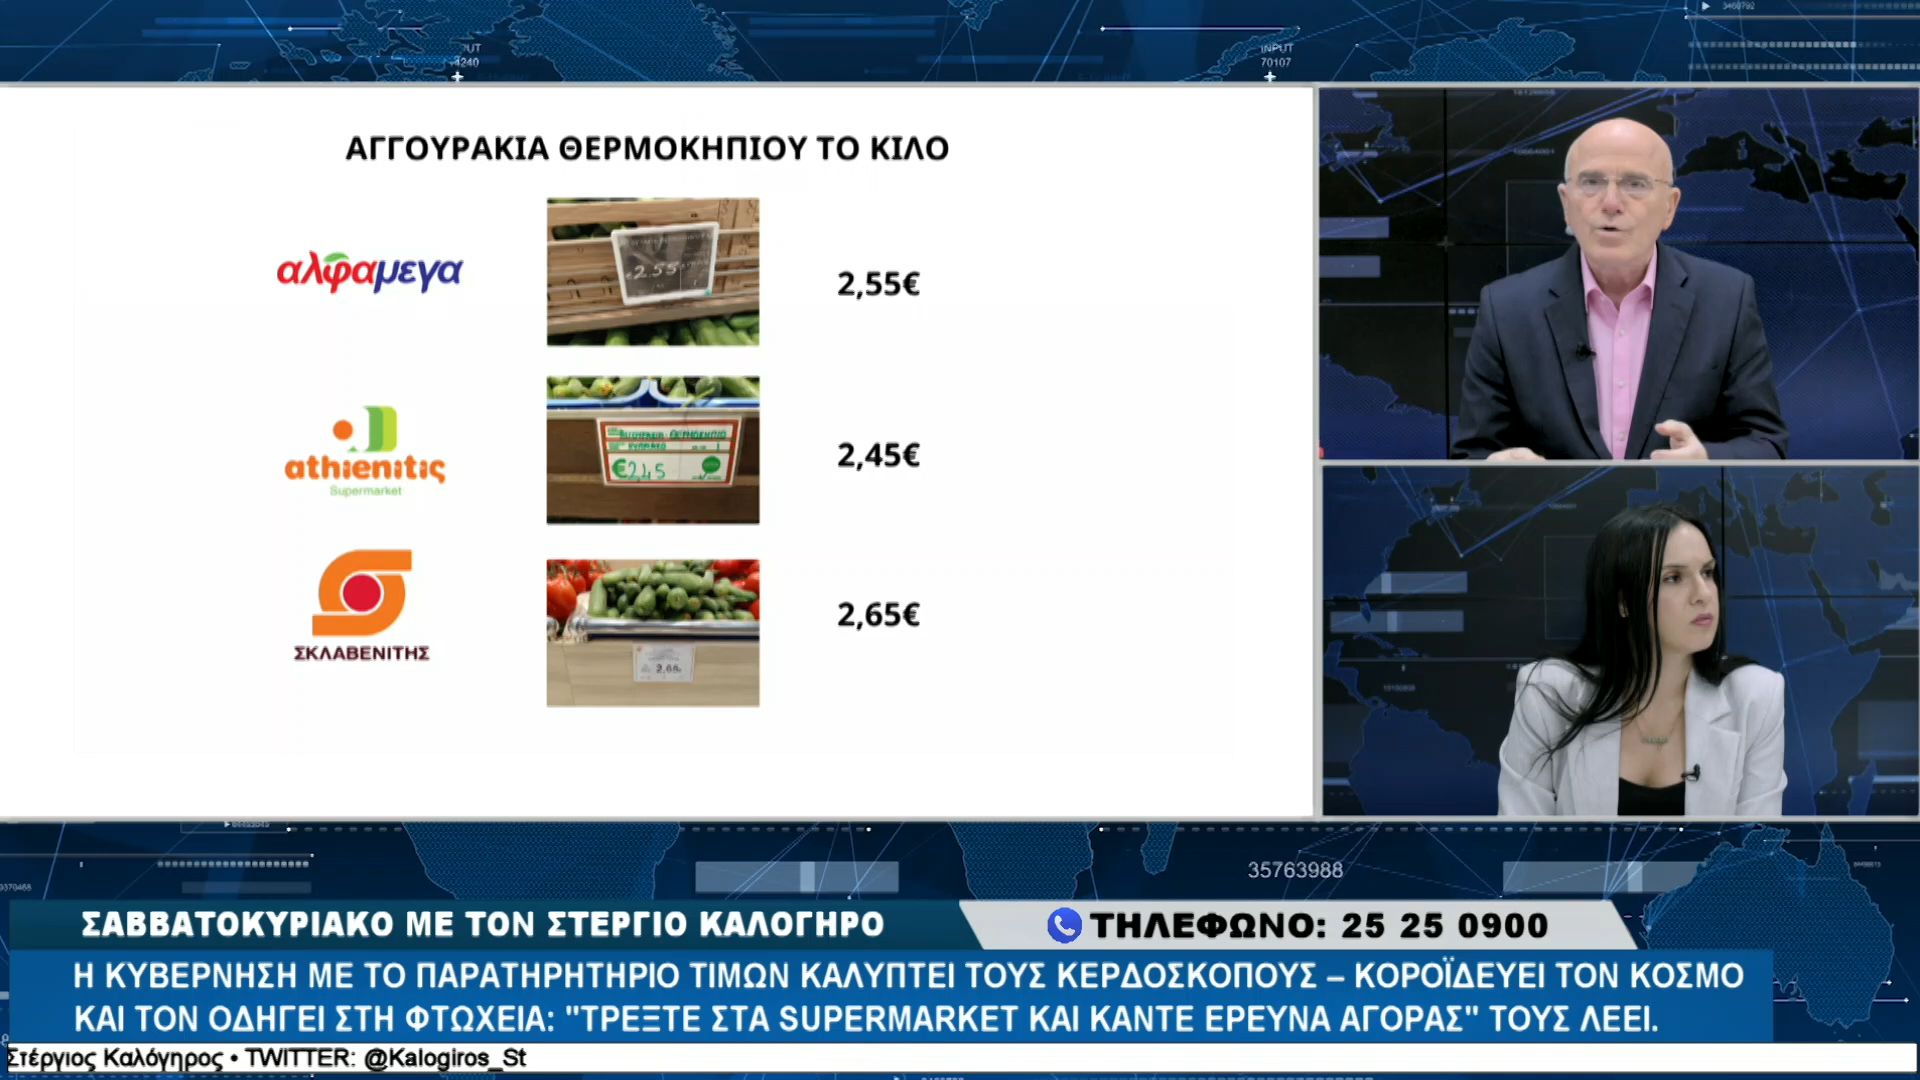 INPUT
70107
3460792
ΑΓΓΟΥΡΑΚΙΑ ΘΕΡΜΟΚΗΠΙΟΥ ΤΟ ΚΙΛΟ
αλφαμεγα
2.55
2,55€
athienitis
Supermarket
ΑΓΓΟΥΡΑΚΙΑ ΘΕΡΜΟΚΗΠΙΟ
€2,45
2,45€
ΣΚΛΑΒΕΝΙΤΗΣ
2,65€
35763988
ΣΑΒΒΑΤΟΚΥΡΙΑΚΟ ΜΕ ΤΟΝ ΣΤΕΡΓΙΟ ΚΑΛΟΓΗΡΟ
ΤΗΛΕΦΩΝΟ: 25 25 0900
Η ΚΥΒΕΡΝΗΣΗ ΜΕ ΤΟ ΠΑΡΑΤΗΡΗΤΗΡΙΟ ΤΙΜΩΝ ΚΑΛΥΠΤΕΙ ΤΟΥΣ ΚΕΡΔΟΣΚΟΠΟΥΣ – ΚΟΡΟΪΔΕΥΕΙ ΤΟΝ ΚΟΣΜΟ
ΚΑΙ ΤΟΝ ΟΔΗΓΕΙ ΣΤΗ ΦΤΩΧΕΙΑ: "ΤΡΕΞΤΕ ΣΤΑ SUPERMARKET ΚΑΙ ΚΑΝΤΕ ΕΡΕΥΝΑ ΑΓΟΡΑΣ" ΤΟΥΣ ΛΕΕΙ.
Στέργιος Καλόγηρος • TWITTER: @Kalogiros_St